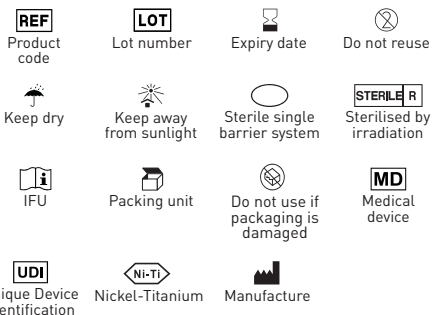 REF
Product
code
LOT
Lot number
Expiry date
2
Do not reuse
Keep dry
Keep away
from sunlight
Sterile single
barrier system
STERILE R
Sterilised by
irradiation
i
IFU
Packing unit
Do not use if
packaging is
damaged
MD
Medical
device
UDI
ique Device
entification
Ni-Ti
Nickel-Titanium
Manufacture